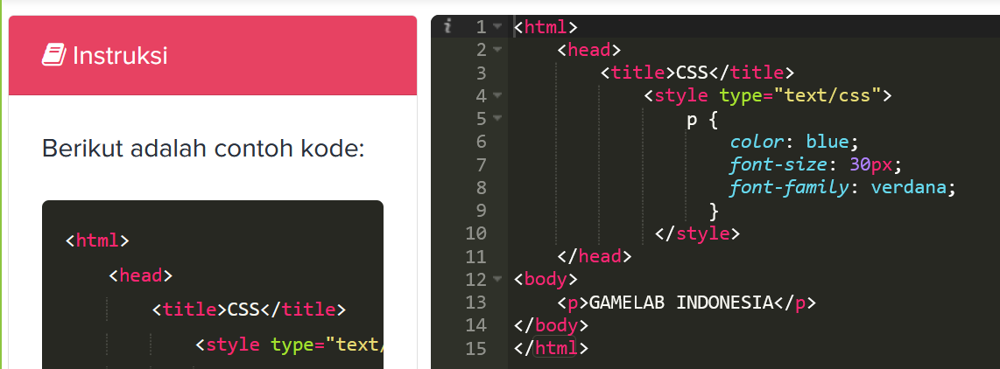 Instruksi
Berikut adalah contoh kode:
<html>
<head>
<title>CSS</title>
<style type="text/
i
1 <html>
2 <head>
3 <title>CSS</title>
4 <style type="text/css">
5 p {
6 color: blue;
7 font-size: 30px;
8 font-family: verdana;
9 }
10 </style>
11 </head>
12 <body>
13 <p>GAMELAB INDONESIA</p>
14 </body>
15 </html>